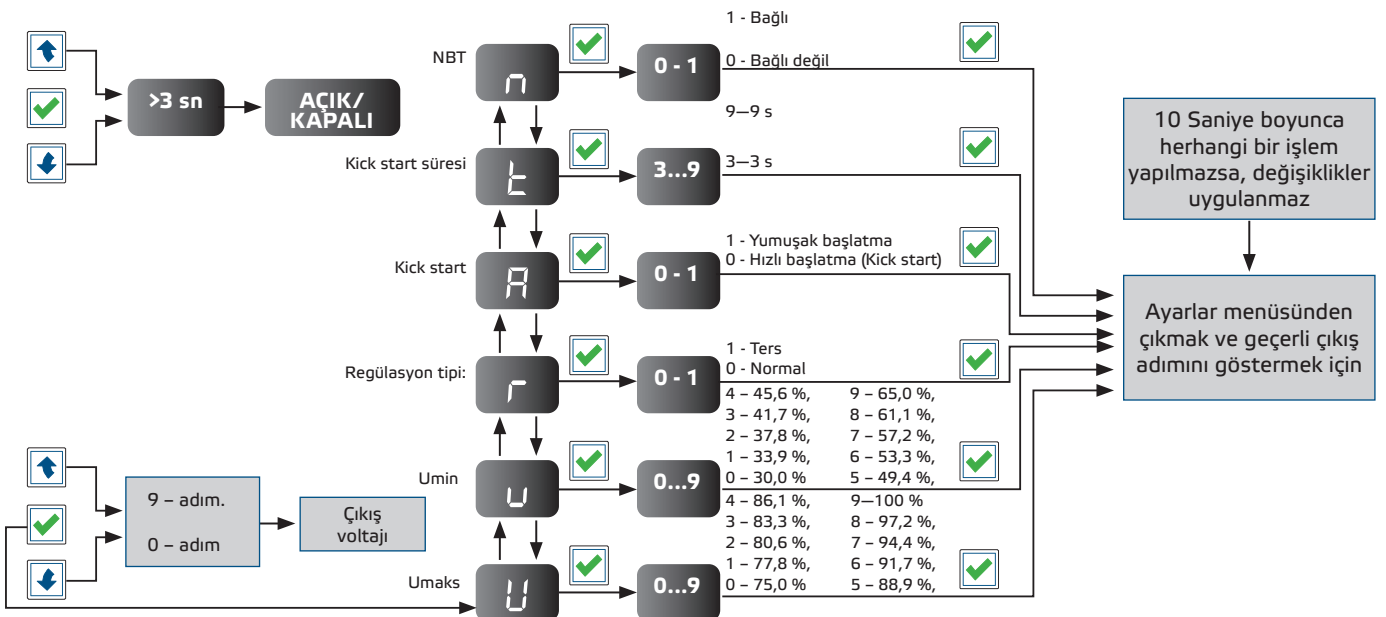 >3 sn
AÇIK/
KAPALI
NBT
n
0 - 1
1 - Bağlı
0 - Bağlı değil
Kick start süresi
t
3...9
9—9 s
3—3 s
Kick start
A
0 - 1
1 - Yumuşak başlatma
0 - Hızlı başlatma (Kick start)
Regülasyon tipi:
r
0 - 1
1 - Ters
0 - Normal
Umin
u
0...9
4 – 45,6 %, 9 – 65,0 %,
3 – 41,7 %, 8 – 61,1 %,
2 – 37,8 %, 7 – 57,2 %,
1 – 33,9 %, 6 – 53,3 %,
0 – 30,0 % 5 – 49,4 %,
Umaks
U
0...9
4 – 86,1 %, 9—100 %
3 – 83,3 %, 8 – 97,2 %,
2 – 80,6 %, 7 – 94,4 %,
1 – 77,8 %, 6 – 91,7 %,
0 – 75,0 % 5 – 88,9 %,
9 – adım.
0 – adım
Çıkış
voltajı
10 Saniye boyunca
herhangi bir işlem
yapılmazsa, değişiklikler
uygulanmaz
Ayarlar menüsünden
çıkmak ve geçerli çıkış
adımını göstermek için